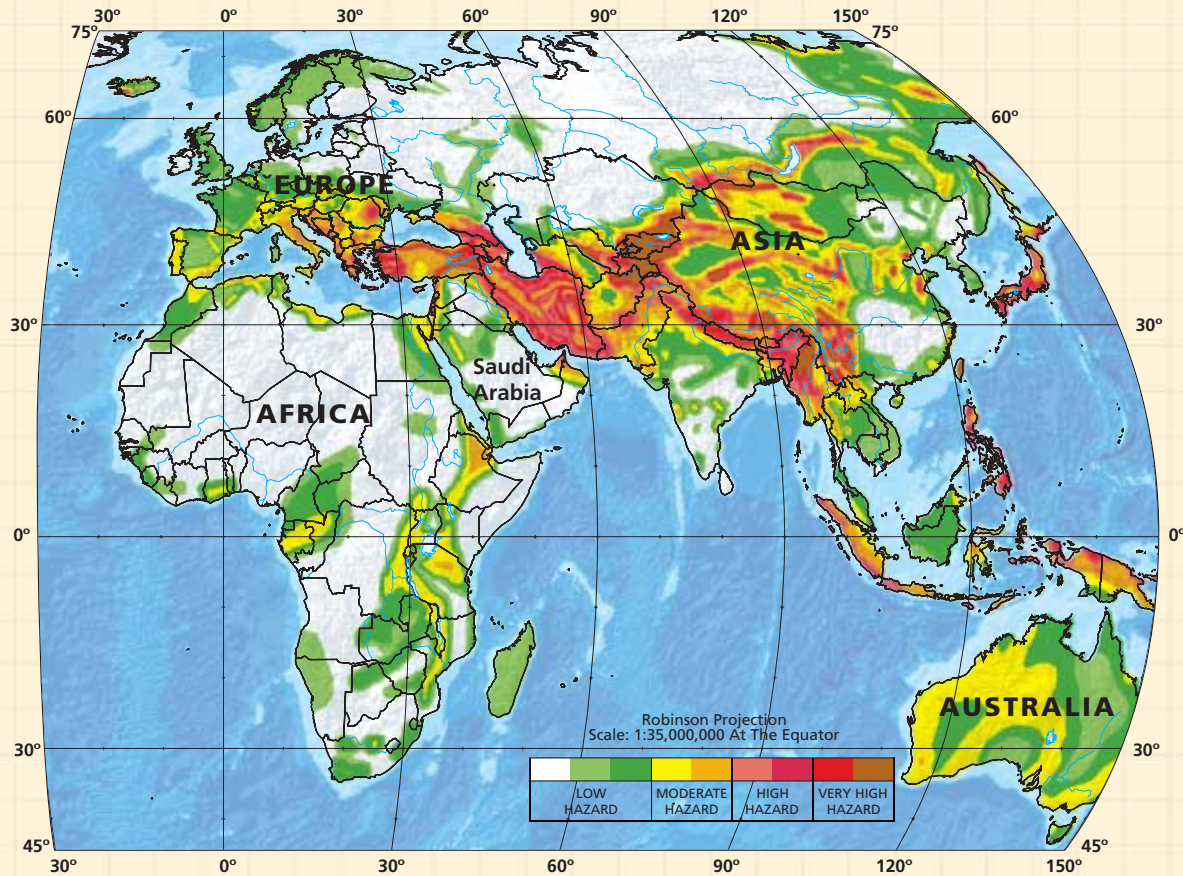 30º 0º 30º 60º 90º 120º 150º
75º 75º
60º 60º
EUROPE
ASIA
30º 30º
Saudi
Arabia
AFRICA
0º 0º
AUSTRALIA
Robinson Projection
Scale: 1:35,000,000 At The Equator
30º 30º
LOW
HAZARD
MODERATE
HAZARD
HIGH
HAZARD
VERY HIGH
HAZARD
45º 45º
30º 0º 30º 60º 90º 120º 150º